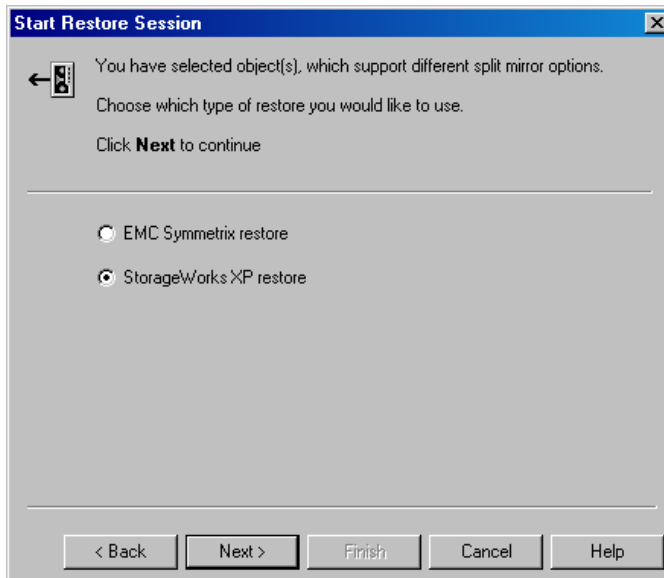 Start Restore Session
You have selected object(s), which support different split mirror options.
Choose which type of restore you would like to use.
Click Next to continue
EMC Symmetrix restore
StorageWorks XP restore
< Back
Next >
Finish
Cancel
Help